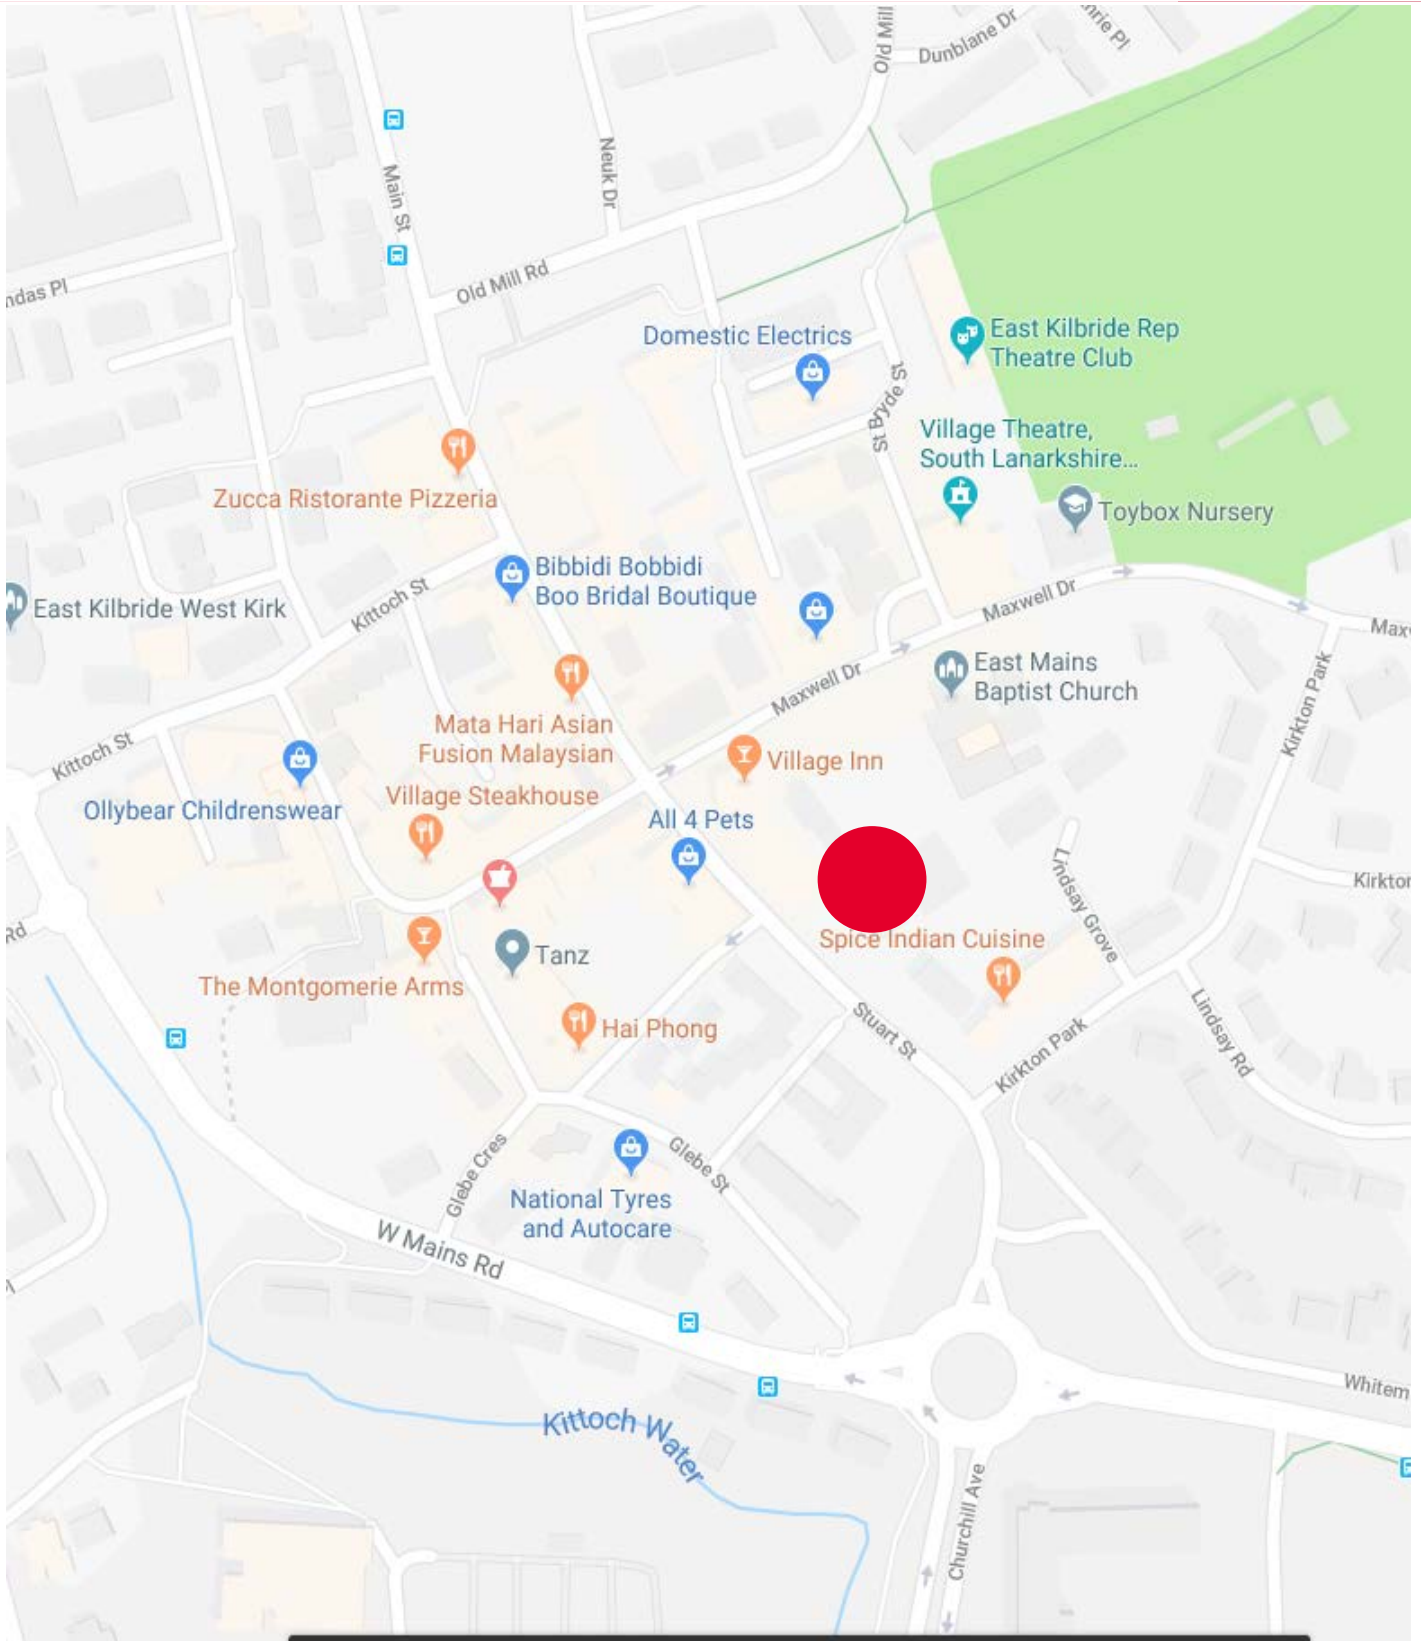 Old Mill
Dunblane Dr
nrie Pl
Neuk Dr
Main St
ndas Pl
Old Mill Rd
Domestic Electrics
East Kilbride Rep
Theatre Club
St Bryde St
Village Theatre,
South Lanarkshire...
Zucca Ristorante Pizzeria
Toybox Nursery
Bibbidi Bobbidi
Boo Bridal Boutique
East Kilbride West Kirk
Kittoch St
Maxwell Dr
Max
East Mains
Baptist Church
Maxwell Dr
Kirkton Park
Mata Hari Asian
Fusion Malaysian
Kittoch St
Village Inn
Village Steakhouse
Ollybear Childrenswear
All 4 Pets
Lindsay Grove
Kirkton
Rd
Spice Indian Cuisine
Tanz
The Montgomerie Arms
Hai Phong
Stuart St
Lindsay Rd
Kirkton Park
Glebe Cres
Glebe St
National Tyres
and Autocare
W Mains Rd
Whitem
Kittoch Water
Churchill Ave